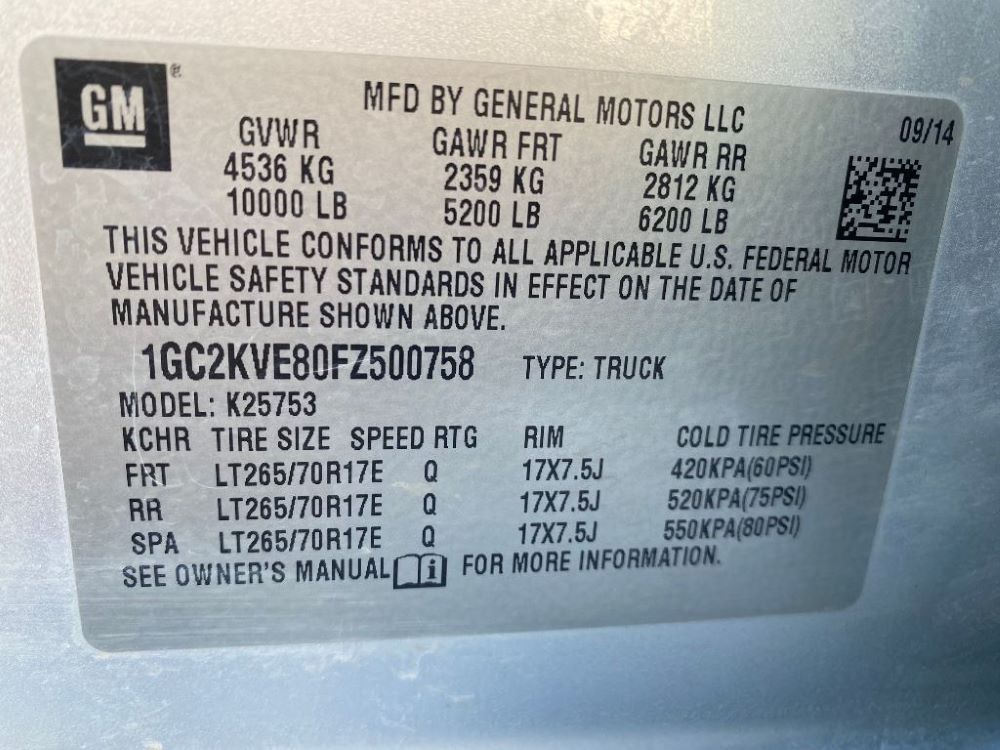 GM
MFD BY GENERAL MOTORS LLC
09/14
GVWR GAWR FRT GAWR RR
4536 KG 2359 KG 2812 KG
10000 LB 5200 LB 6200 LB
THIS VEHICLE CONFORMS TO ALL APPLICABLE U.S. FEDERAL MOTOR
VEHICLE SAFETY STANDARDS IN EFFECT ON THE DATE OF
MANUFACTURE SHOWN ABOVE.
1GC2KVE80FZ500758 TYPE: TRUCK
MODEL: K25753
KCHR TIRE SIZE SPEED RTG RIM COLD TIRE PRESSURE
FRT LT265/70R17E Q 17X7.5J 420KPA(60PSI)
RR LT265/70R17E Q 17X7.5J 520KPA(75PSI)
SPA LT265/70R17E Q 17X7.5J 550KPA(80PSI)
SEE OWNER'S MANUAL i FOR MORE INFORMATION.